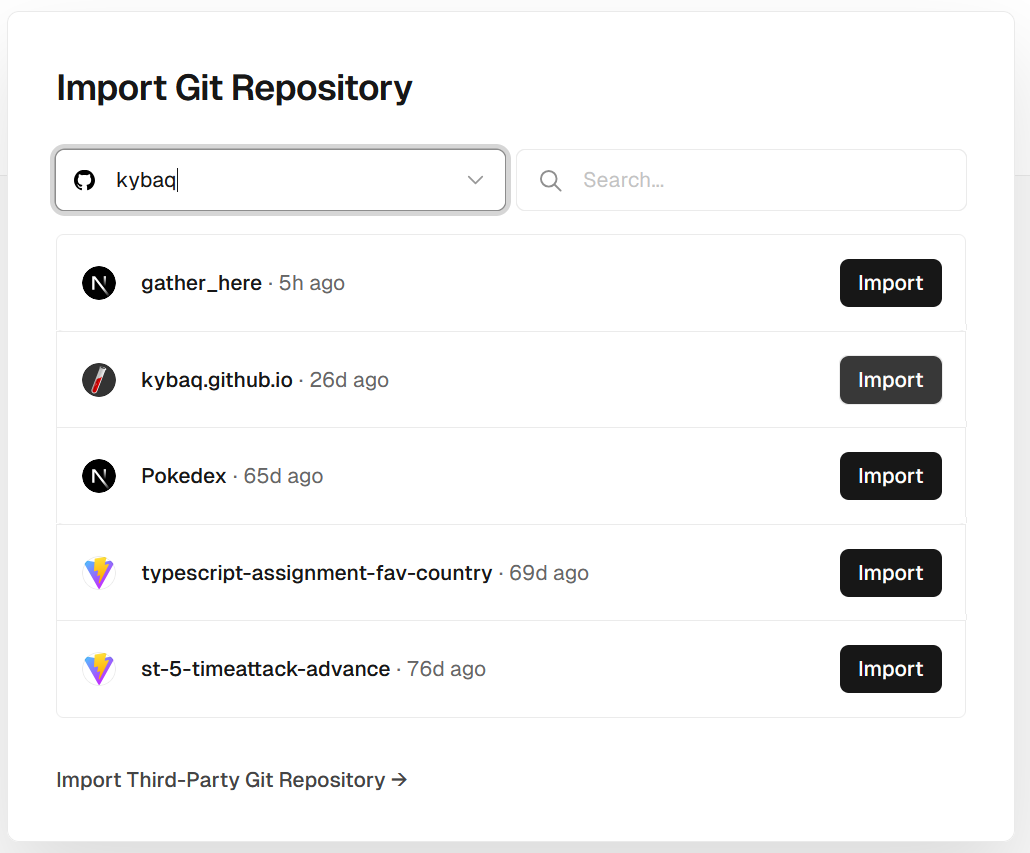 Import Git Repository
kybaq
Search...
gather_here · 5h ago
Import
kybaq.github.io · 26d ago
Import
Pokedex · 65d ago
Import
typescript-assignment-fav-country · 69d ago
Import
st-5-timeattack-advance · 76d ago
Import
Import Third-Party Git Repository →